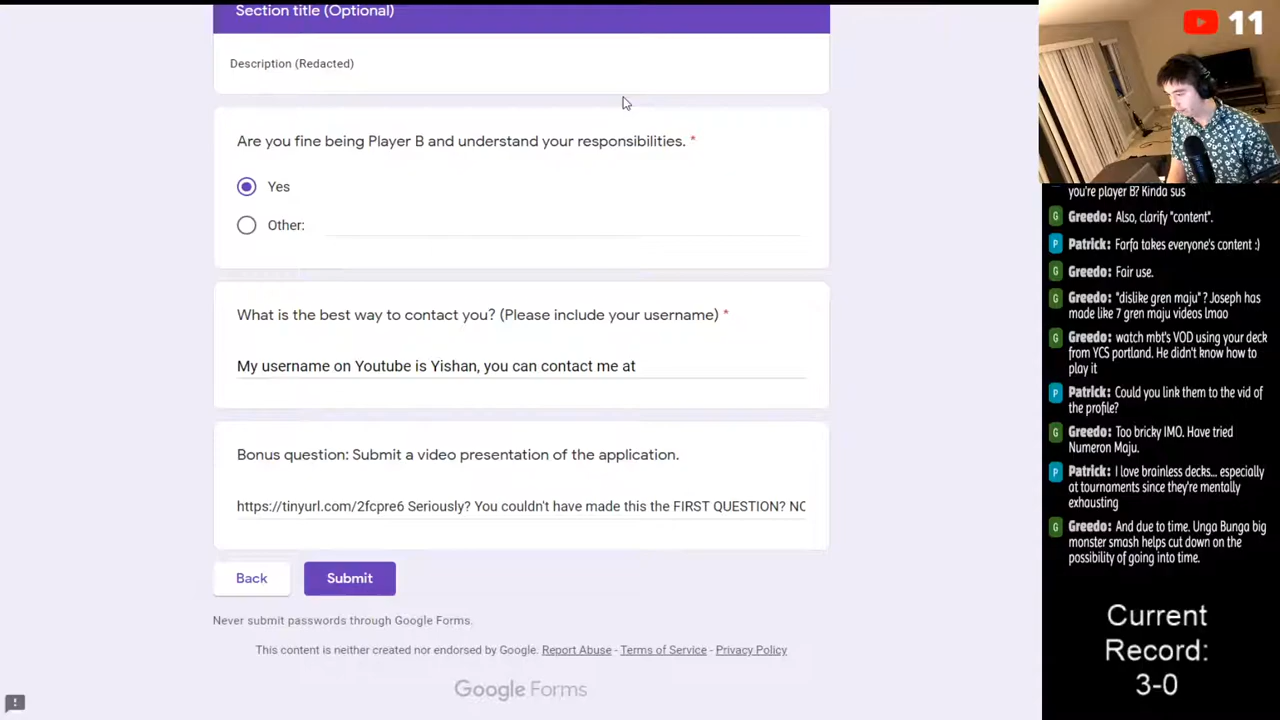 Section title (Optional)
Description (Redacted)
Are you fine being Player B and understand your responsibilities. *
Yes
Other:
What is the best way to contact you? (Please include your username) *
My username on Youtube is Yishan, you can contact me at
Bonus question: Submit a video presentation of the application.
https://tinyurl.com/2fcpre6 Seriously? You couldn't have made this the FIRST QUESTION? NO
Back
Submit
Never submit passwords through Google Forms.
This content is neither created nor endorsed by Google. Report Abuse - Terms of Service - Privacy Policy
Google Forms
11
you're player B? Kinda sus
G Greedo: Also, clarify "content".
P Patrick: Farfa takes everyone's content :)
G Greedo: Fair use.
G Greedo: "dislike gren maju" ? Joseph has
made like 7 gren maju videos lmao
G Greedo: watch mbt's VOD using your deck
from YCS portland. He didn't know how to
play it
P Patrick: Could you link them to the vid of
the profile?
G Greedo: Too bricky IMO. Have tried
Numeron Maju.
P Patrick: I love brainless decks... especially
at tournaments since they're mentally
exhausting
G Greedo: And due to time. Unga Bunga big
monster smash helps cut down on the
possibility of going into time.
Current
Record:
3-0